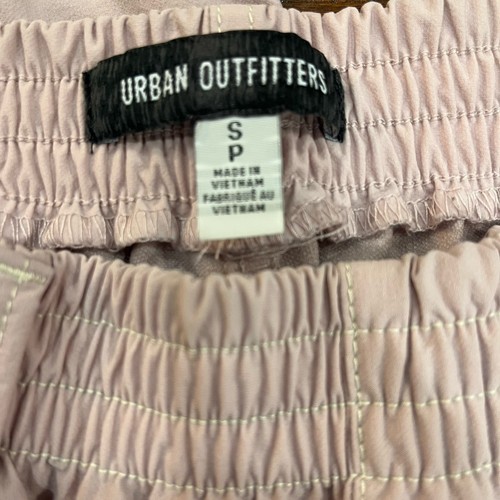 URBAN OUTFITTERS
S
P
MADE IN
VIETNAM
FABRIQUÉ AU
VIETNAM